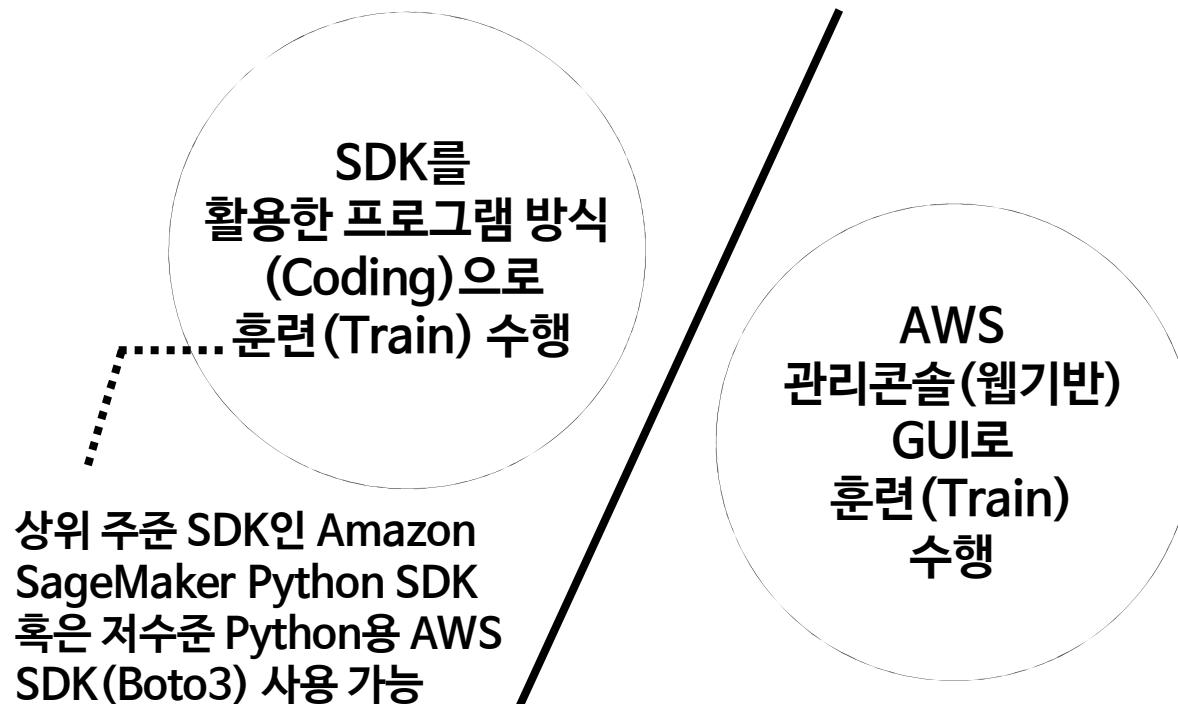 SDK를
활용한 프로그램 방식
(Coding)으로
훈련(Train) 수행
상위 주준 SDK인 Amazon
SageMaker Python SDK
혹은 저수준 Python용 AWS
SDK(Boto3) 사용 가능
AWS
관리콘솔(웹기반)
GUI로
훈련(Train)
수행